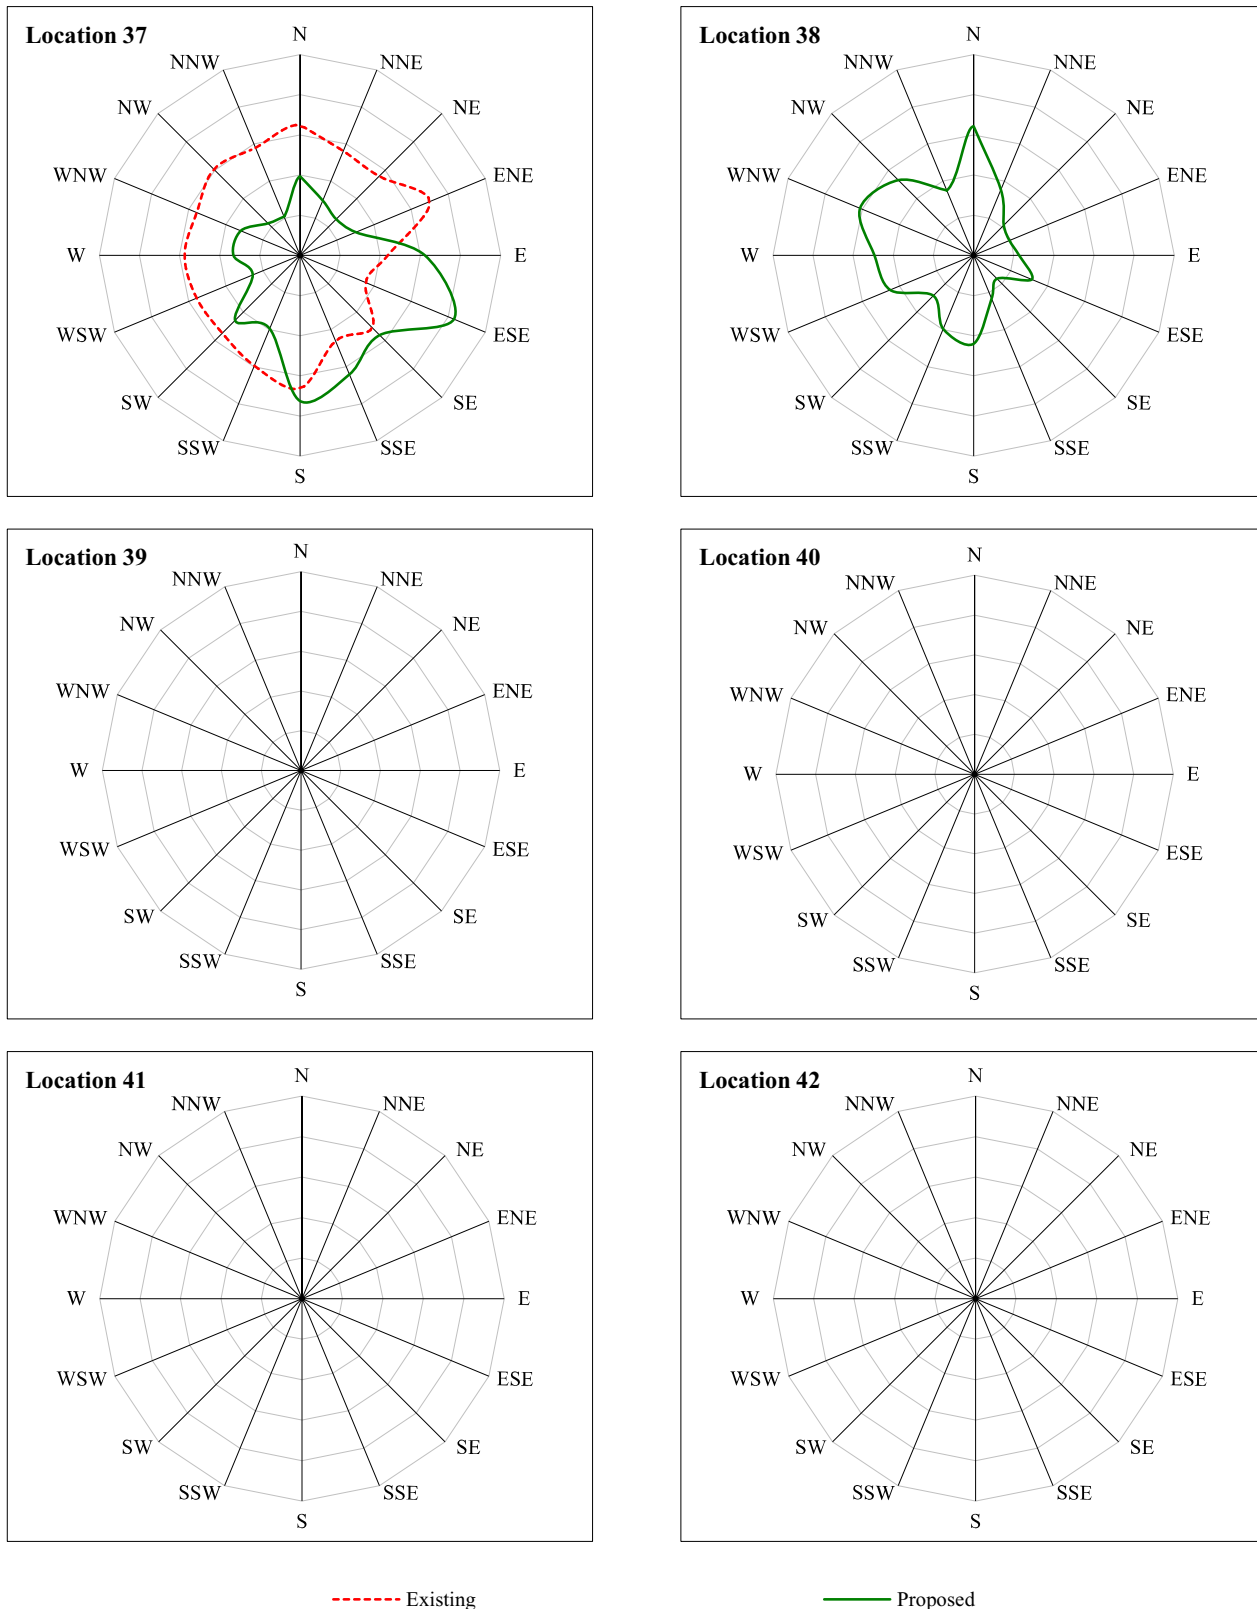 Location 37
N
NNW
NNE
NW
NE
WNW
ENE
W
E
WSW
ESE
SW
SE
SSW
SSE
S
Location 38
N
NNW
NNE
NW
NE
WNW
ENE
W
E
WSW
ESE
SW
SE
SSW
SSE
S
Location 39
N
NNW
NNE
NW
NE
WNW
ENE
W
E
WSW
ESE
SW
SE
SSW
SSE
S
Location 40
N
NNW
NNE
NW
NE
WNW
ENE
W
E
WSW
ESE
SW
SE
SSW
SSE
S
Location 41
N
NNW
NNE
NW
NE
WNW
ENE
W
E
WSW
ESE
SW
SE
SSW
SSE
S
Location 42
N
NNW
NNE
NW
NE
WNW
ENE
W
E
WSW
ESE
SW
SE
SSW
SSE
S
Existing
Proposed